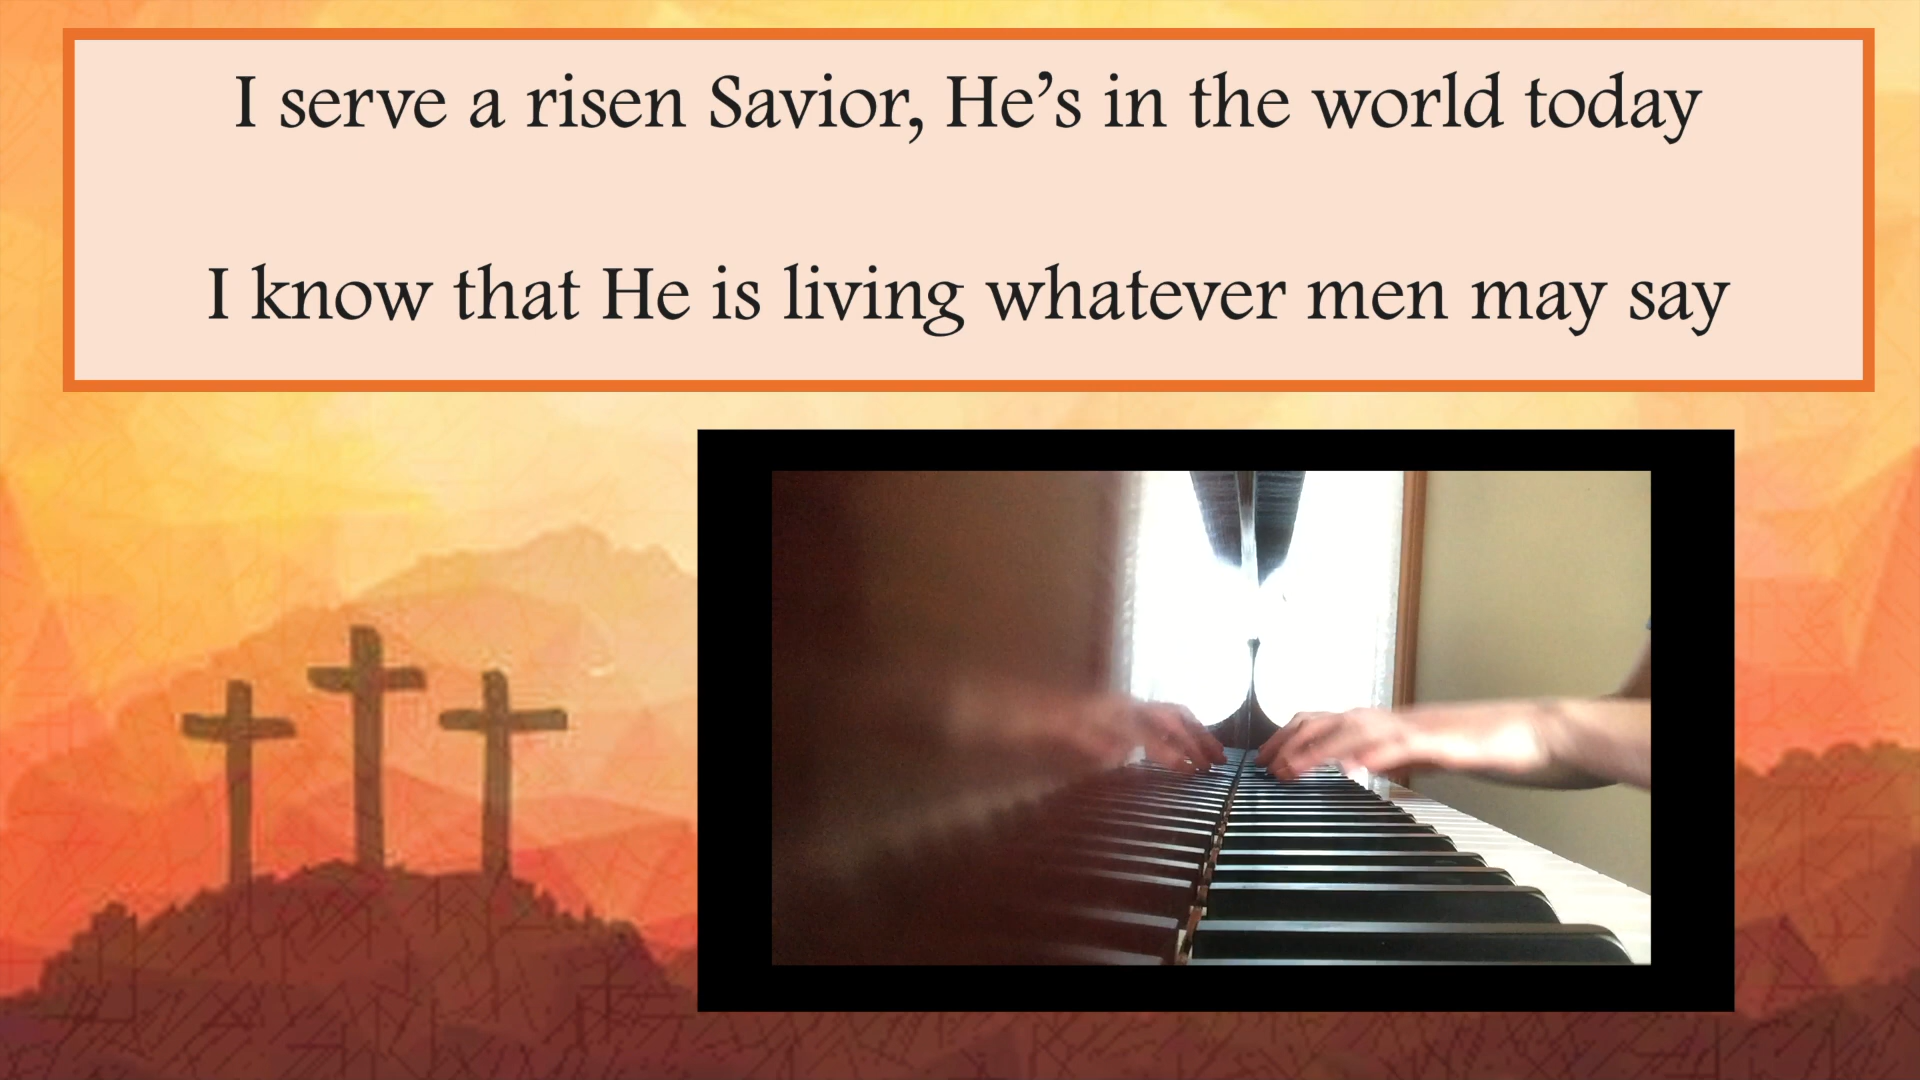 I serve a risen Savior, He’s in the world today
I know that He is living whatever men may say